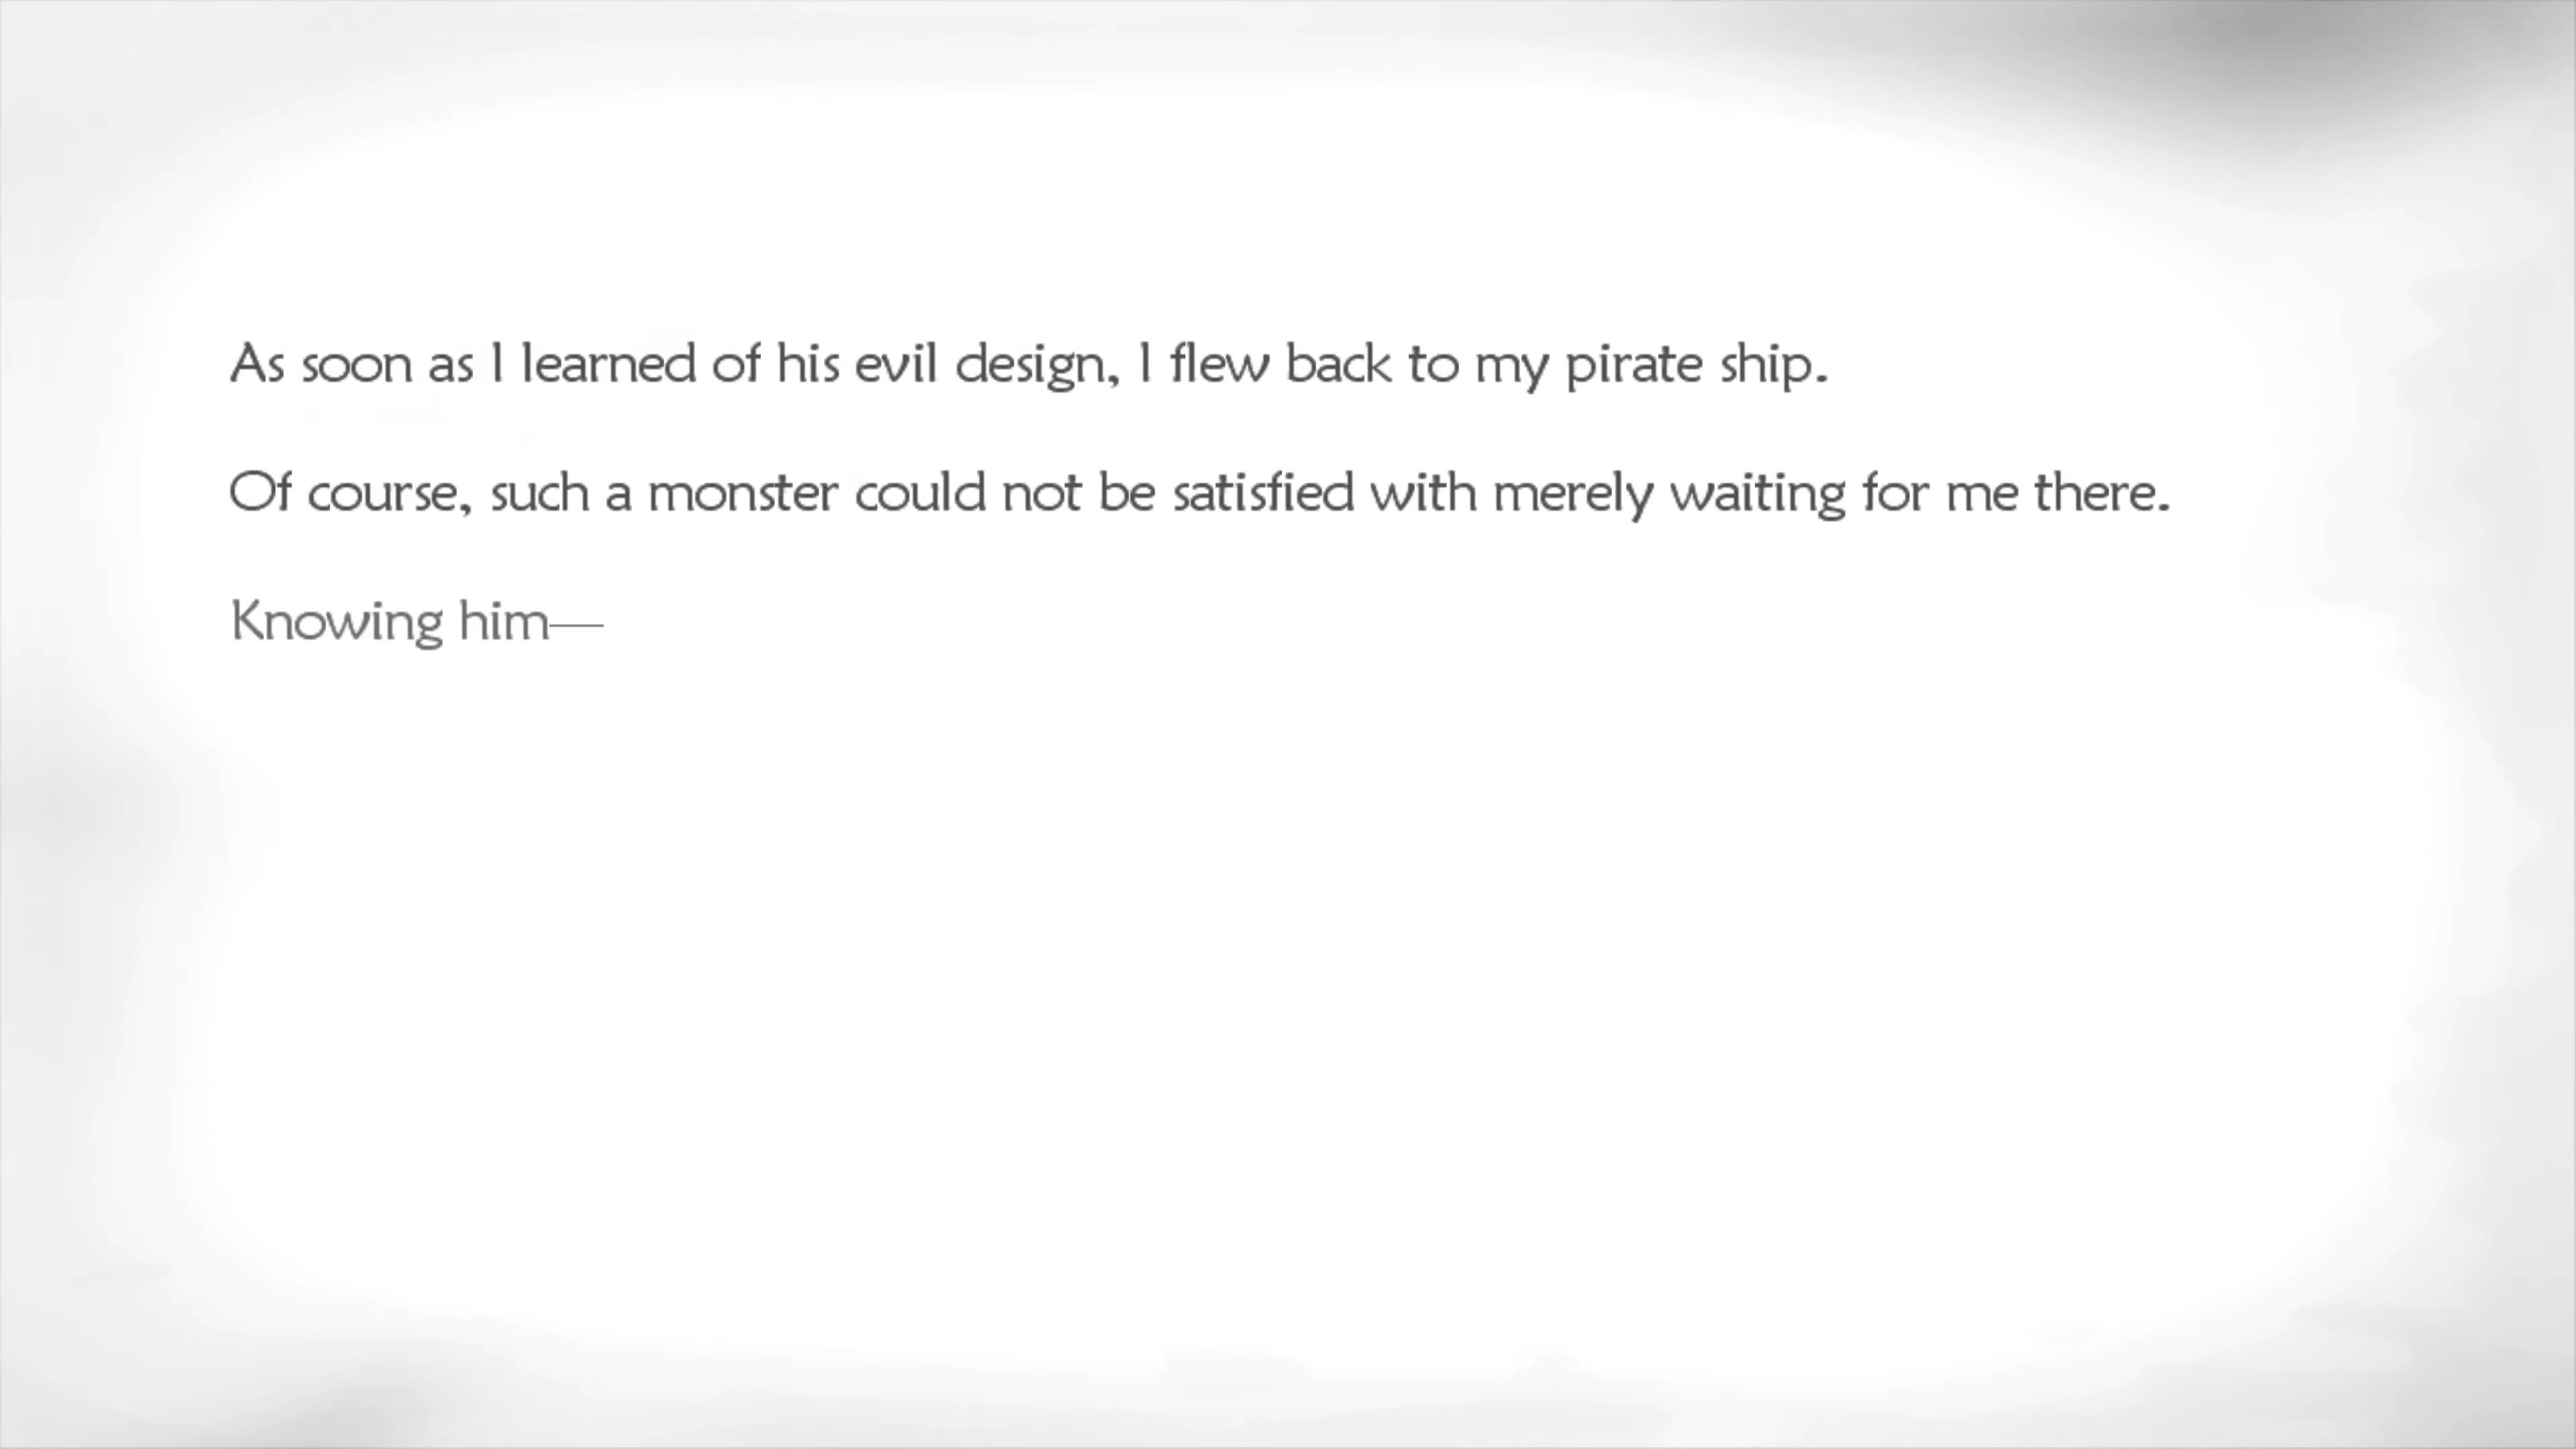 As soon as I learned of his evil design, I flew back to my pirate ship.
Of course, such a monster could not be satisfied with merely waiting for me there.
Knowing him—